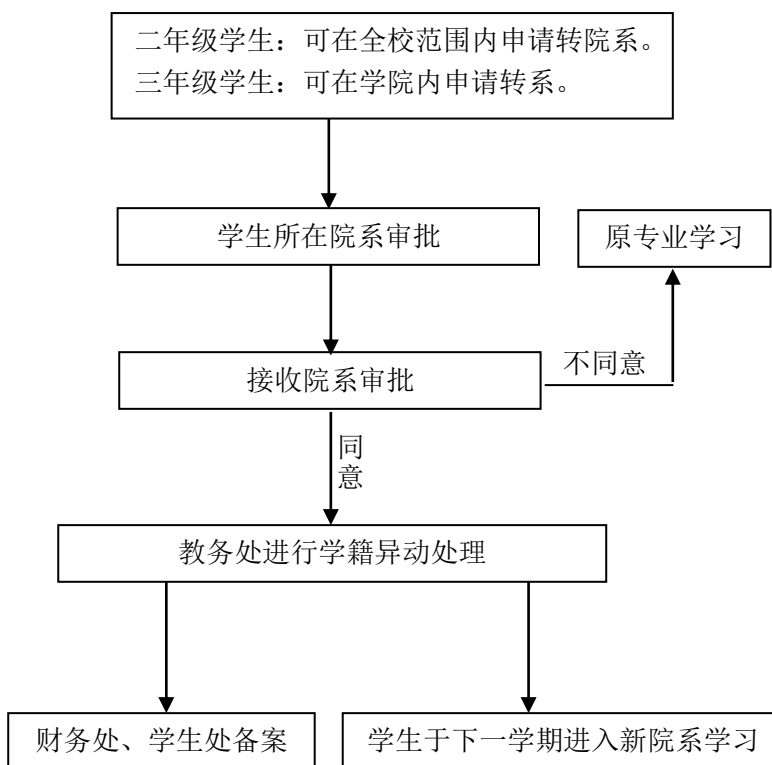 二年级学生：可在全校范围内申请转院系。
三年级学生：可在学院内申请转系。
学生所在院系审批
原专业学习
接收院系审批
不同意
同意
教务处进行学籍异动处理
财务处、学生处备案
学生于下一学期进入新院系学习